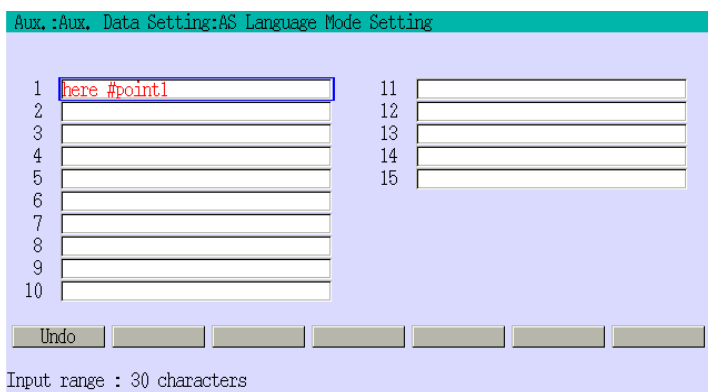 Aux.:Aux. Data Setting:AS Language Mode Setting
1 here #point1 11
2 12
3 13
4 14
5 15
6
7
8
9
10
Undo
Input range : 30 characters